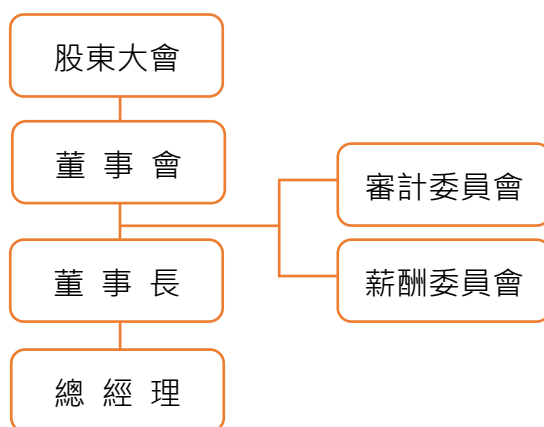 股東大會
董 事 會
審計委員會
董 事 長
薪酬委員會
總 經 理